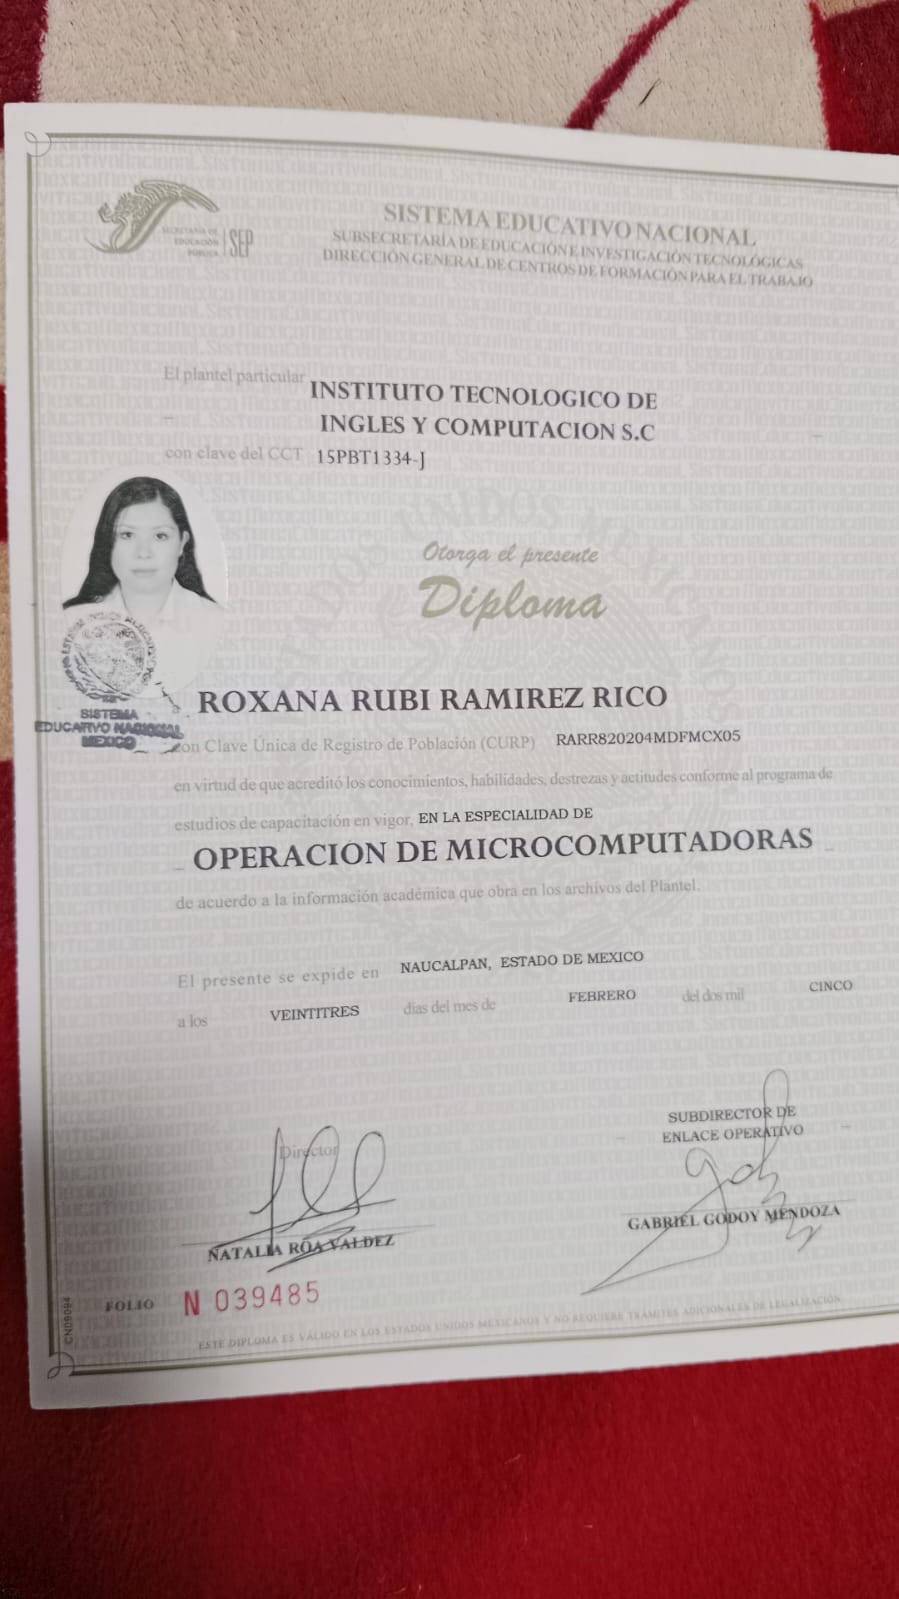 SECRETARÍA DE
EDUCACIÓN
PÚBLICA
SEP
SISTEMA EDUCATIVO NACIONAL
SUBSECRETARÍA DE EDUCACIÓN E INVESTIGACIÓN TECNOLÓGICAS
DIRECCIÓN GENERAL DE CENTROS DE FORMACIÓN PARA EL TRABAJO
El plantel particular INSTITUTO TECNOLOGICO DE
INGLES Y COMPUTACION S.C
con clave del CCT 15PBT1334-J
Otorga el presente
Diploma
ROXANA RUBI RAMIREZ RICO
SISTEMA
EDUCATIVO NACIONAL
MEXICO
con Clave Única de Registro de Población (CURP) RARR820204MDFMCX05
en virtud de que acreditó los conocimientos, habilidades, destrezas y actitudes conforme al programa de
estudios de capacitación en vigor, EN LA ESPECIALIDAD DE
OPERACION DE MICROCOMPUTADORAS
de acuerdo a la información académica que obra en los archivos del Plantel.
El presente se expide en NAUCALPAN, ESTADO DE MEXICO
a los VEINTITRES días del mes de FEBRERO del dos mil CINCO
Director
NATALIA ROA VALDEZ
SUBDIRECTOR DE
ENLACE OPERATIVO
GABRIEL GODOY MENDOZA
FOLIO N 039485
CN09094
ESTE DIPLOMA ES VÁLIDO EN LOS ESTADOS UNIDOS MEXICANOS Y NO REQUIERE TRÁMITES ADICIONALES DE LEGALIZACIÓN.